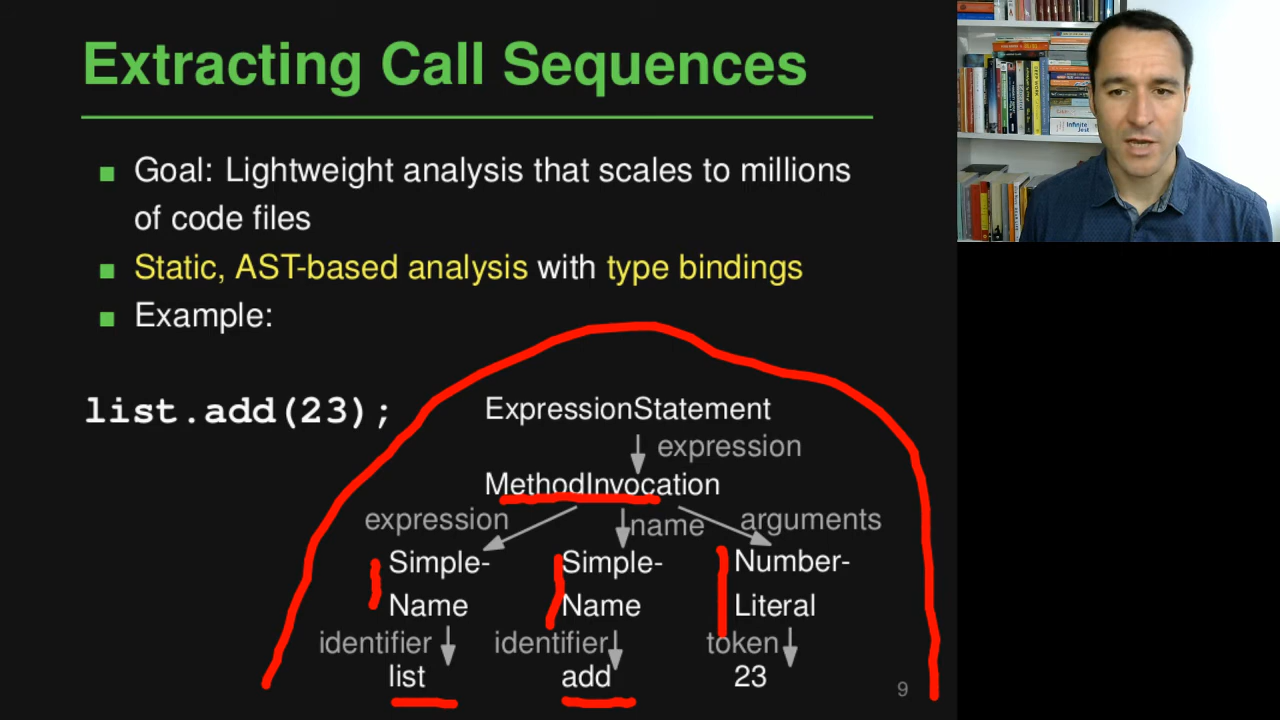 Extracting Call Sequences
Goal: Lightweight analysis that scales to millions
of code files
Static, AST-based analysis with type bindings
Example:
list.add(23);
ExpressionStatement
expression
MethodInvocation
expression name arguments
Simple- Simple- Number-
Name Name Literal
identifier identifier token
list add 23
9
Infinite
Jest